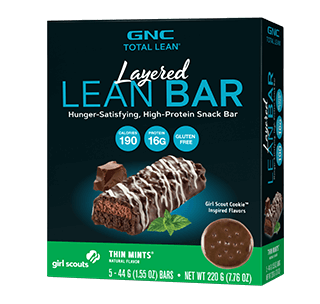 GNC
TOTAL LEAN®
Layered
LEAN BAR
Hunger-Satisfying, High-Protein Snack Bar
CALORIES
190
PROTEIN
16G
GLUTEN
FREE
Girl Scout Cookie™
Inspired Flavors
girl scouts
THIN MINTS®
NATURAL FLAVOR
5 - 44 G (1.55 OZ) BARS • NET WT 220 G (7.76 OZ)